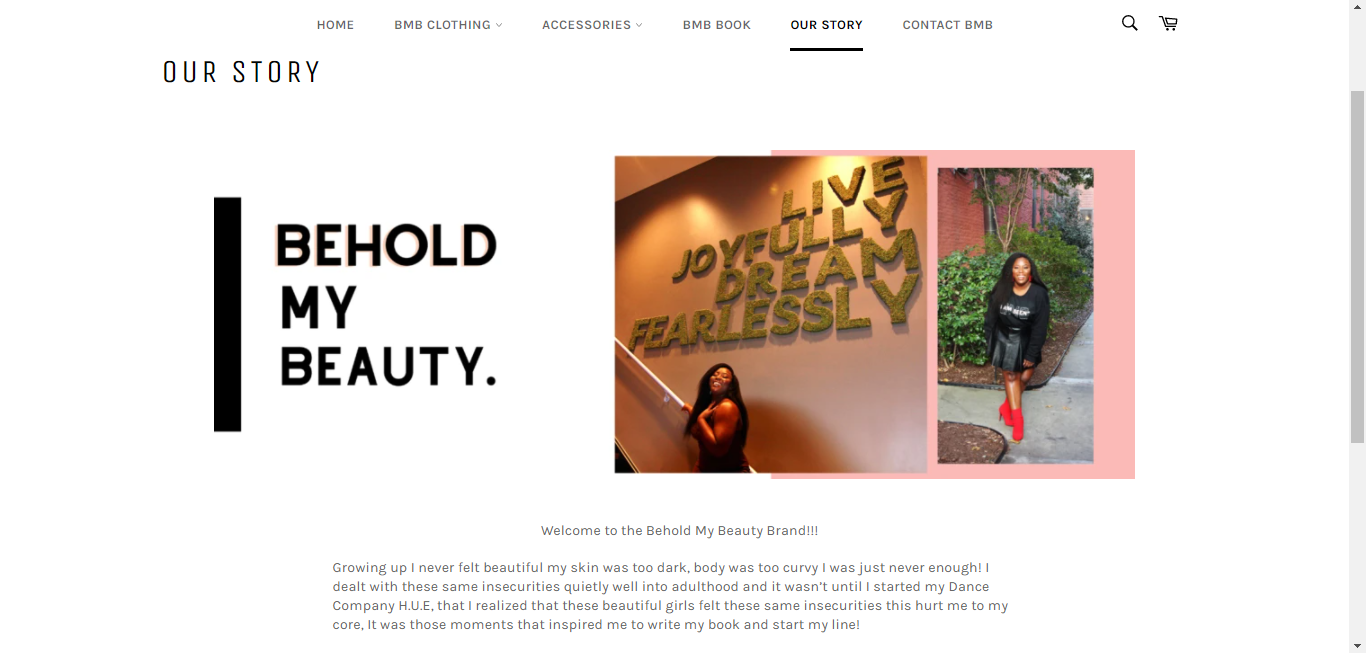 HOME BMB CLOTHING ACCESSORIES BMB BOOK OUR STORY CONTACT BMB
OUR STORY
BEHOLD
MY
BEAUTY.
LIVE
JOYFULLY
DREAM
FEARLESSLY
Welcome to the Behold My Beauty Brand!!!
Growing up I never felt beautiful my skin was too dark, body was too curvy I was just never enough! I
dealt with these same insecurities quietly well into adulthood and it wasn't until I started my Dance
Company H.U.E, that I realized that these beautiful girls felt these same insecurities this hurt me to my
core, It was those moments that inspired me to write my book and start my line!